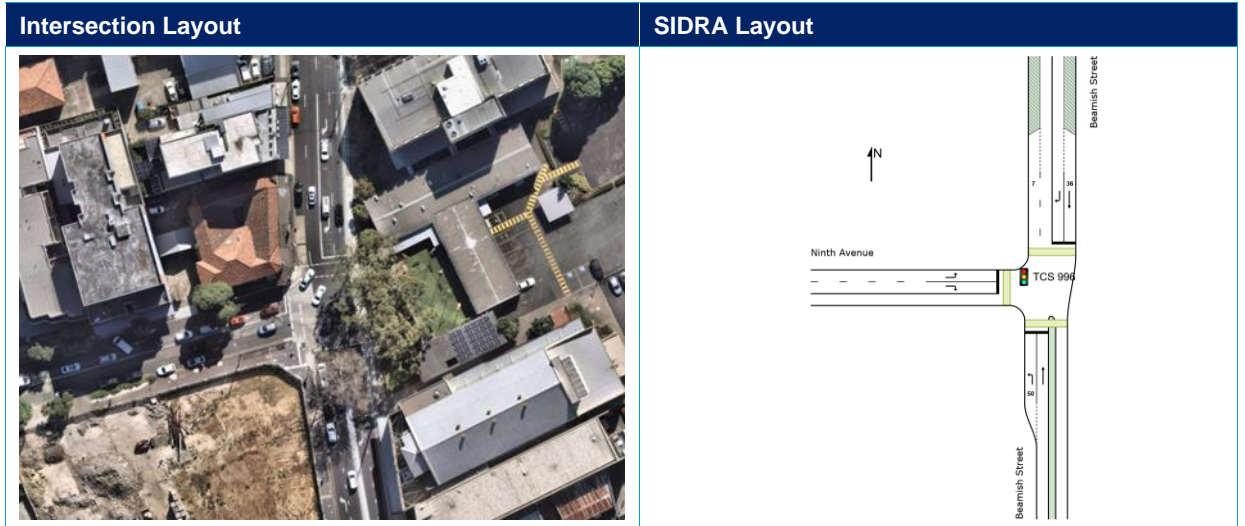 Intersection Layout
SIDRA Layout
Beamish Street
N
7
36
Ninth Avenue
TCS 996
50
Beamish Street